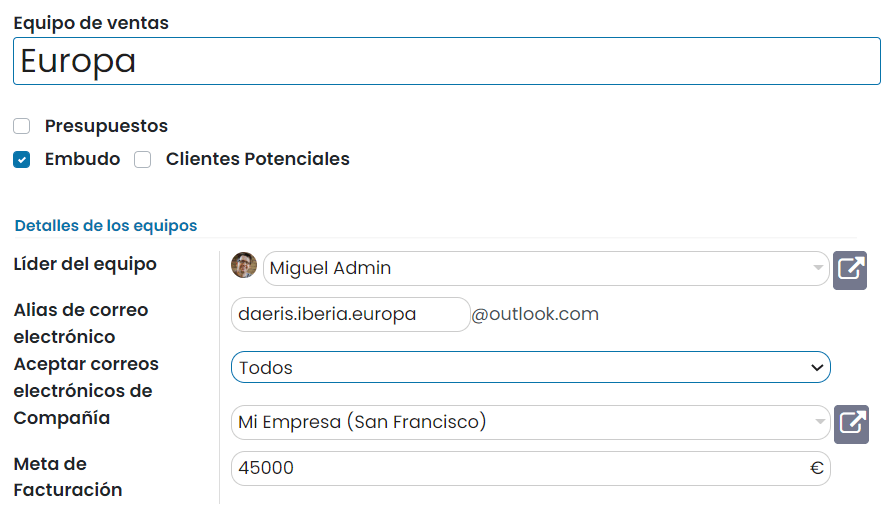 Equipo de ventas
Europa
Presupuestos
Embudo Clientes Potenciales
Detalles de los equipos
Líder del equipo Miguel Admin
Alias de correo
electrónico daeris.iberia.europa @outlook.com
Aceptar correos
electrónicos de Todos
Compañía Mi Empresa (San Francisco)
Meta de
Facturación 45000 €